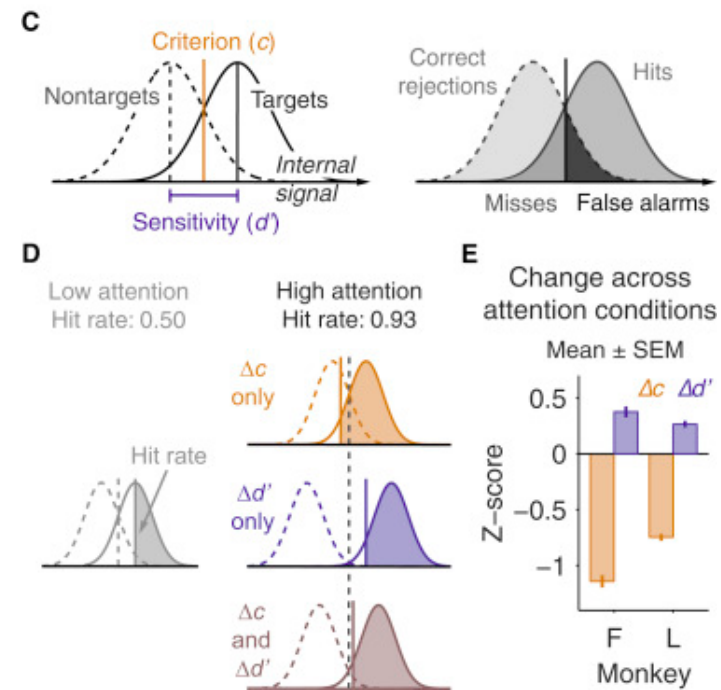 C
Criterion (c)
Nontargets
Targets
Internal
signal
Sensitivity (d')
Correct
rejections
Hits
Misses
False alarms
D
Low attention
Hit rate: 0.50
High attention
Hit rate: 0.93
Hit rate
Δc
only
Δd'
only
Δc
and
Δd'
E
Change across
attention conditions
Mean ± SEM
Δc Δd'
Z-score
0.5
0
−0.5
−1
F L
Monkey